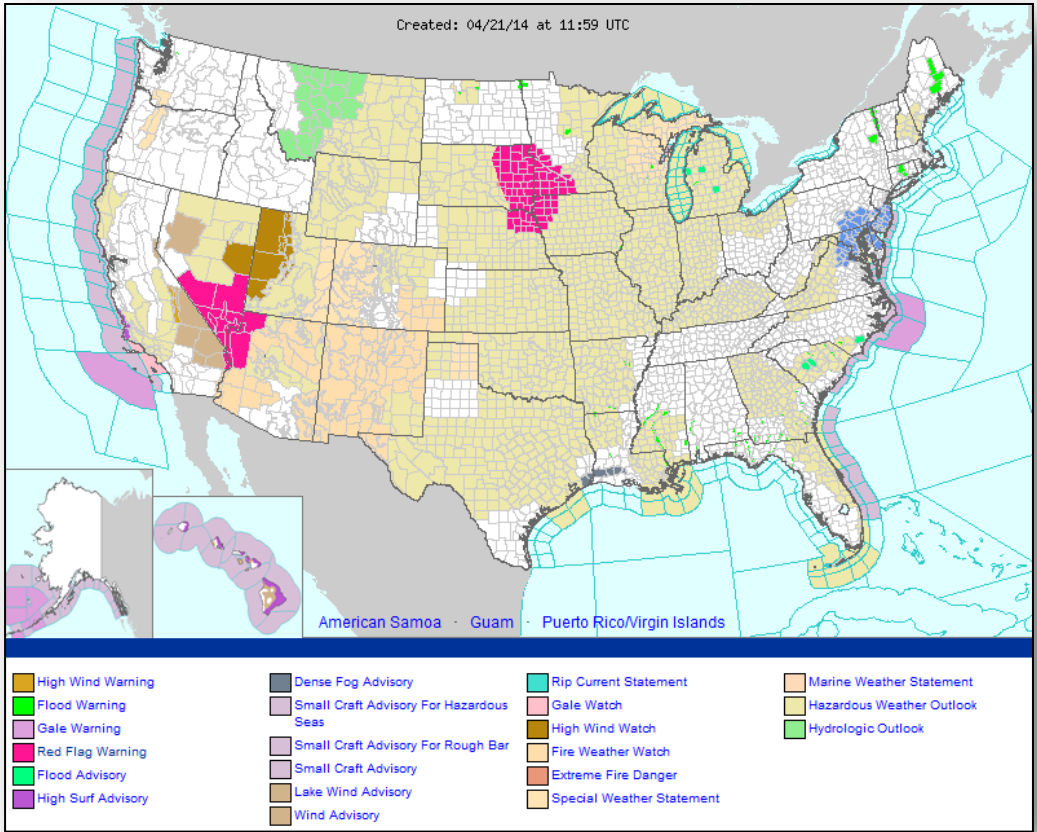 Created: 04/21/14 at 11:59 UTC
American Samoa · Guam · Puerto Rico/Virgin Islands
High Wind Warning
Flood Warning
Gale Warning
Red Flag Warning
Flood Advisory
High Surf Advisory
Dense Fog Advisory
Small Craft Advisory For Hazardous
Seas
Small Craft Advisory For Rough Bar
Small Craft Advisory
Lake Wind Advisory
Wind Advisory
Rip Current Statement
Gale Watch
High Wind Watch
Fire Weather Watch
Extreme Fire Danger
Special Weather Statement
Marine Weather Statement
Hazardous Weather Outlook
Hydrologic Outlook